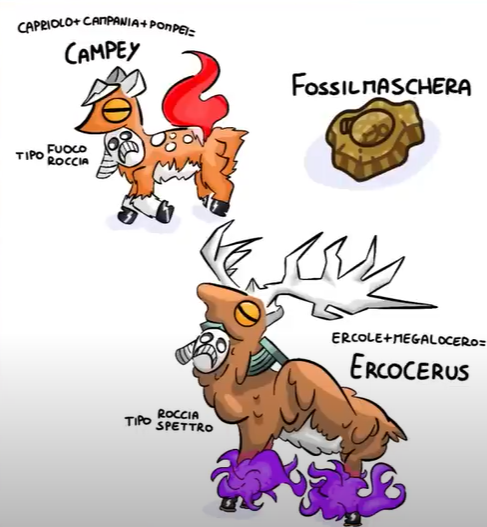 CAPRIOLO+CAMPANIA+POMPEI=
CAMPEY
FOSSILMASCHERA
TIPO FUOCO
ROCCIA
ERCOLE+MEGALOCERO=
ERCOCERUS
TIPO ROCCIA
SPETTRO